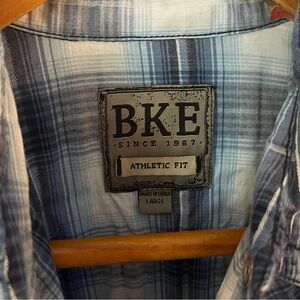 BKE
-SINCE 1967-
ATHLETIC FIT
MADE IN CHINA
LARGE